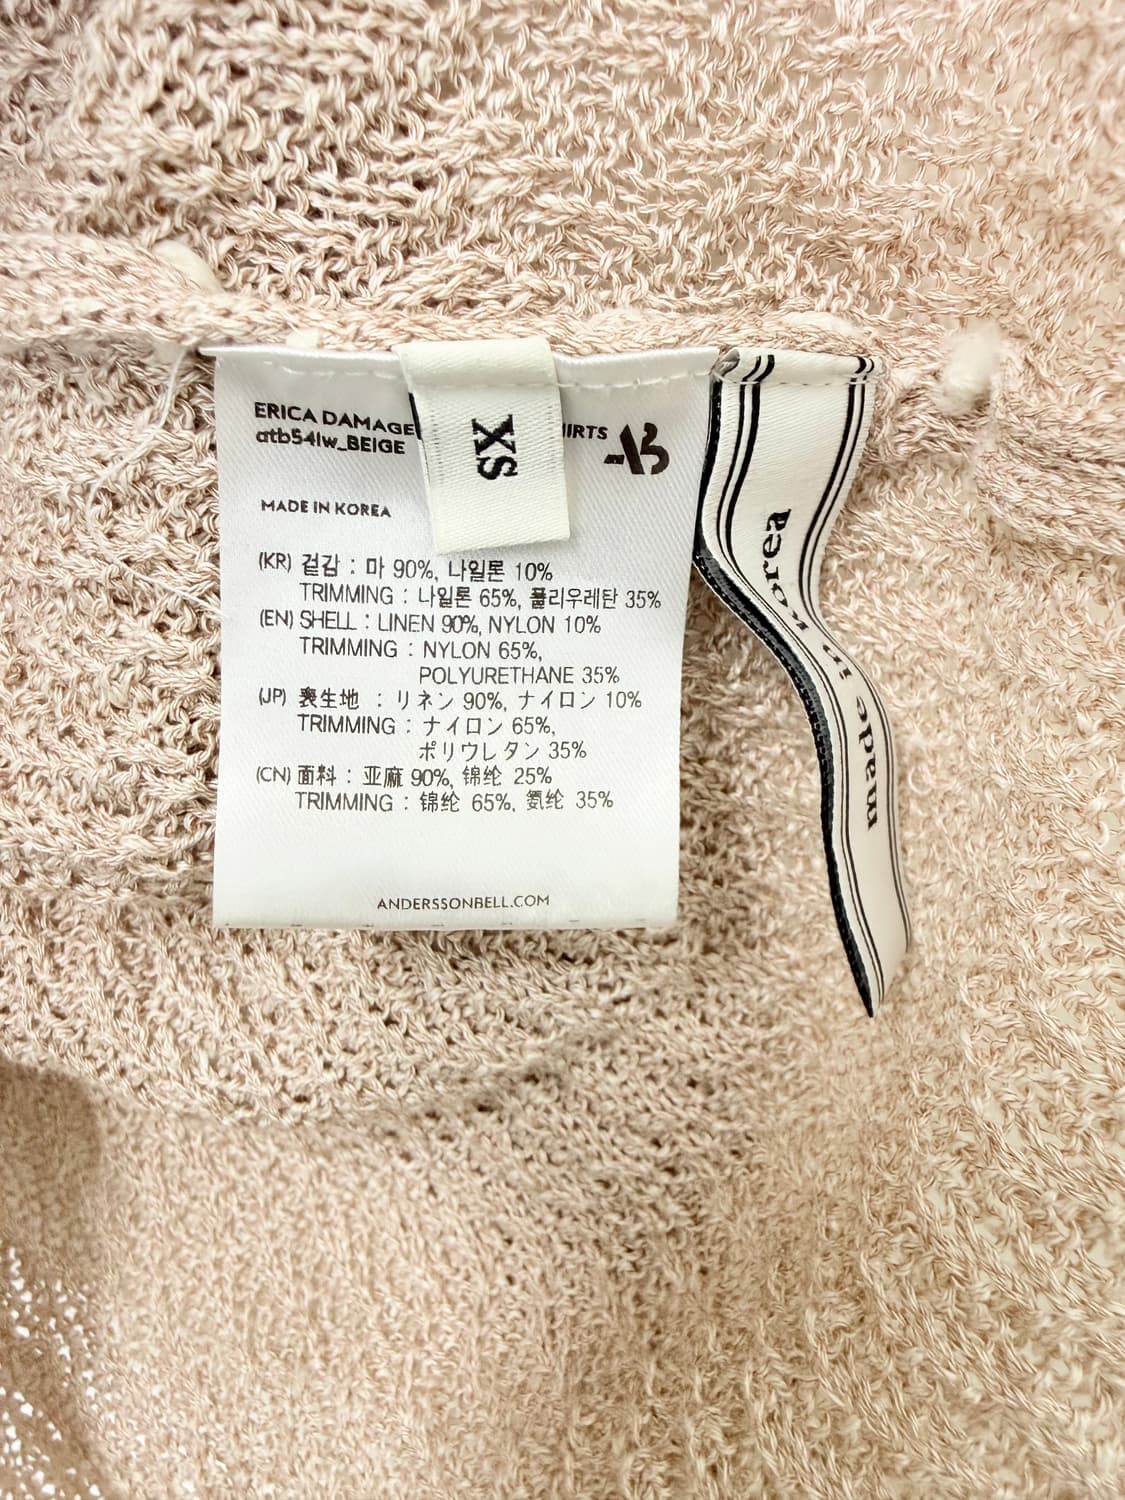 ERICA DAMAGE
atb54lw_BEIGE
XS
AB
MADE IN KOREA
(KR) 겉감 : 마 90%, 나일론 10%
TRIMMING : 나일론 65%, 폴리우레탄 35%
(EN) SHELL : LINEN 90%, NYLON 10%
TRIMMING : NYLON 65%,
POLYURETHANE 35%
(JP) 表生地 : リネン 90%, ナイロン 10%
TRIMMING : ナイロン 65%,
ポリウレタン 35%
(CN) 面料 : 亚麻 90%, 锦纶 25%
TRIMMING : 锦纶 65%, 氨纶 35%
ANDERSSONBELL.COM
made in korea